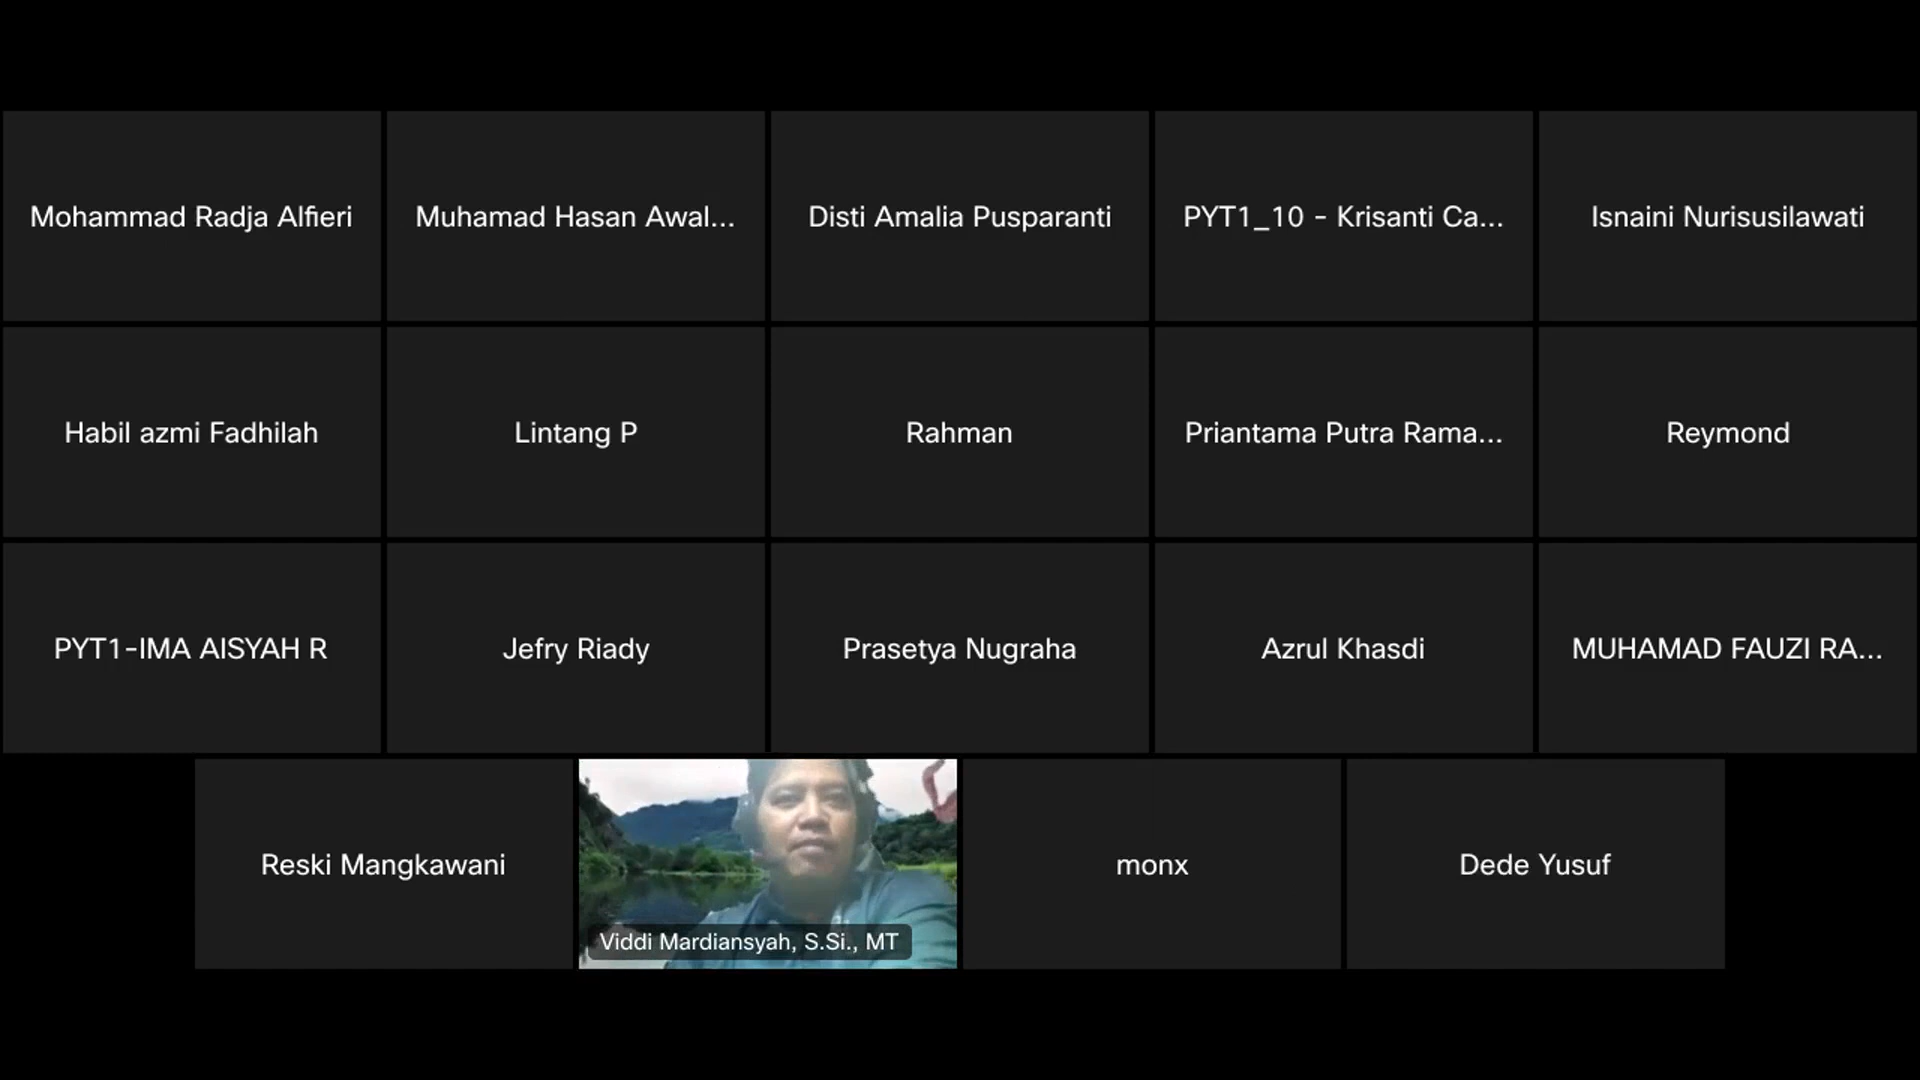 Mohammad Radja Alfieri
Muhamad Hasan Awal...
Disti Amalia Pusparanti
PYT1_10 - Krisanti Ca...
Isnaini Nurisusilawati
Habil azmi Fadhilah
Lintang P
Rahman
Priantama Putra Rama...
Reymond
PYT1-IMA AISYAH R
Jefry Riady
Prasetya Nugraha
Azrul Khasdi
MUHAMAD FAUZI RA...
Reski Mangkawani
Viddi Mardiansyah, S.Si., MT
monx
Dede Yusuf